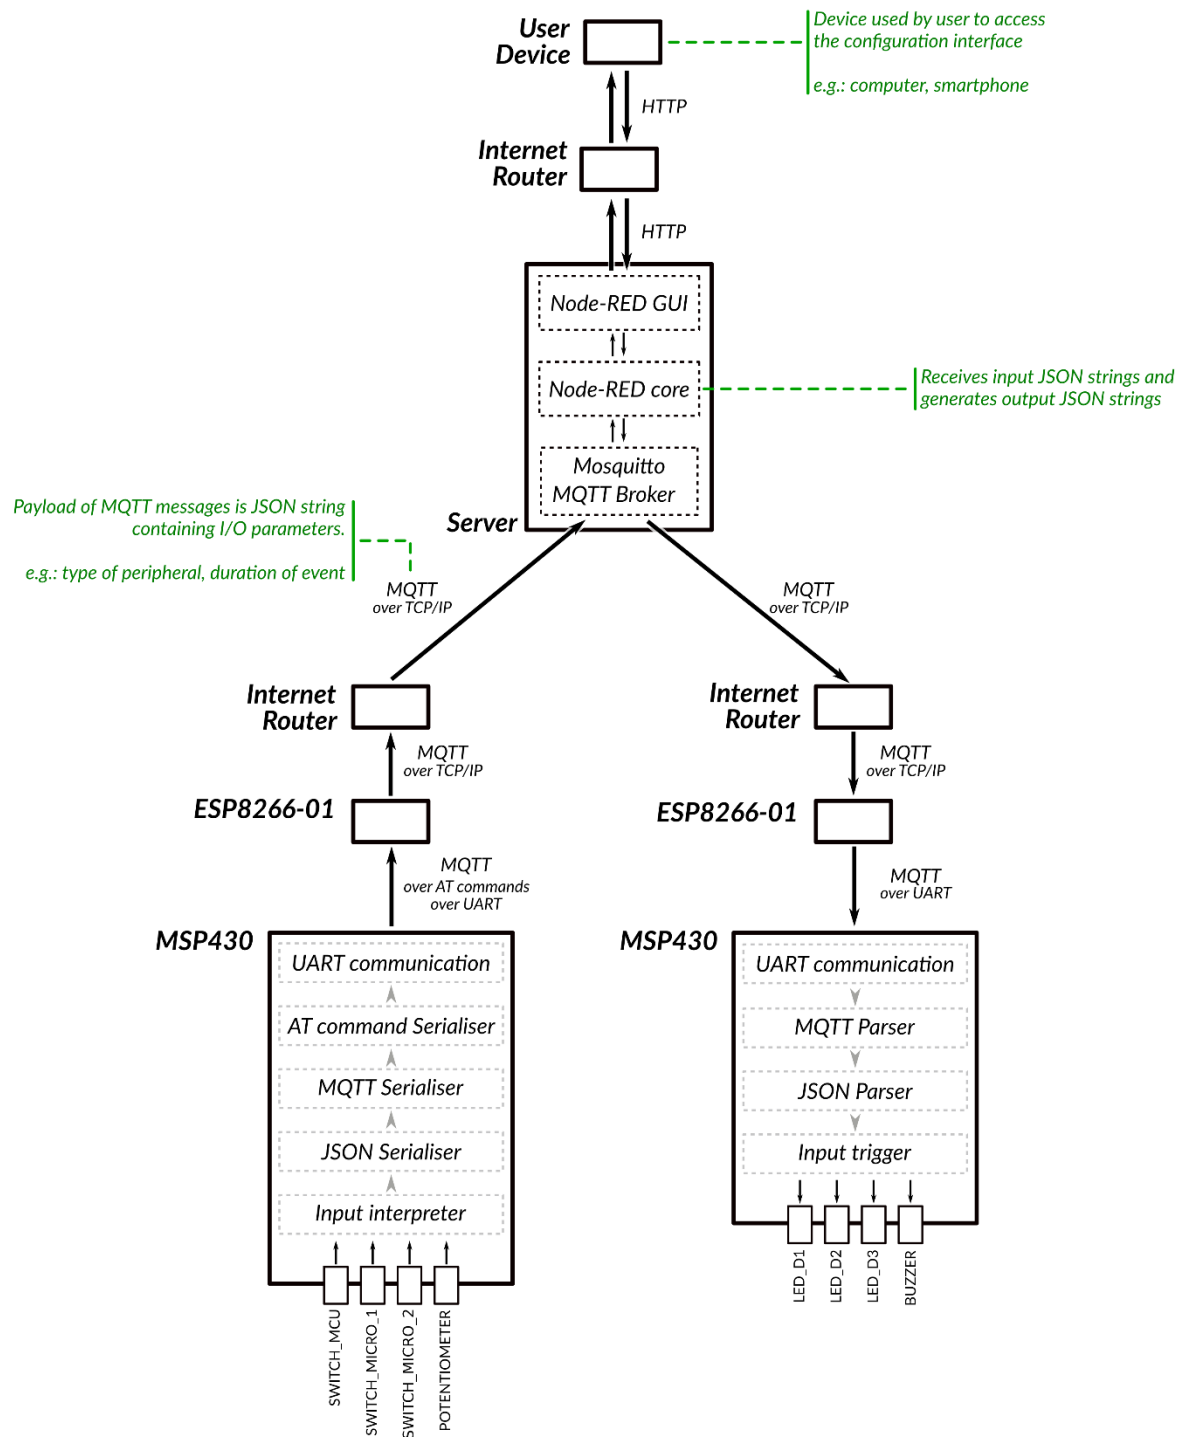 User
Device
Device used by user to access
the configuration interface
e.g.: computer, smartphone
HTTP
Internet
Router
HTTP
Node-RED GUI
Node-RED core
Receives input JSON strings and
generates output JSON strings
Mosquitto
MQTT Broker
Server
Payload of MQTT messages is JSON string
containing I/O parameters.
e.g.: type of peripheral, duration of event
MQTT
over TCP/IP
MQTT
over TCP/IP
Internet
Router
Internet
Router
MQTT
over TCP/IP
MQTT
over TCP/IP
ESP8266-01
ESP8266-01
MQTT
over AT commands
over UART
MQTT
over UART
MSP430
UART communication
AT command Serialiser
MQTT Serialiser
JSON Serialiser
Input interpreter
SWITCH_MCU
SWITCH_MICRO_1
SWITCH_MICRO_2
POTENTIOMETER
MSP430
UART communication
MQTT Parser
JSON Parser
Input trigger
LED_D1
LED_D2
LED_D3
BUZZER